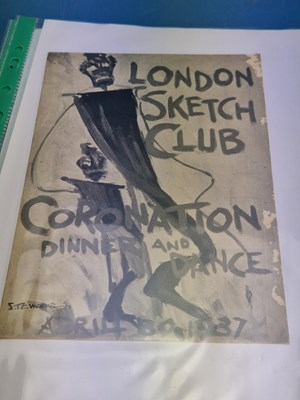 LONDON
SKETCH
CLUB
CORONATION
DINNER AND
DANCE
APRIL 30. 1937